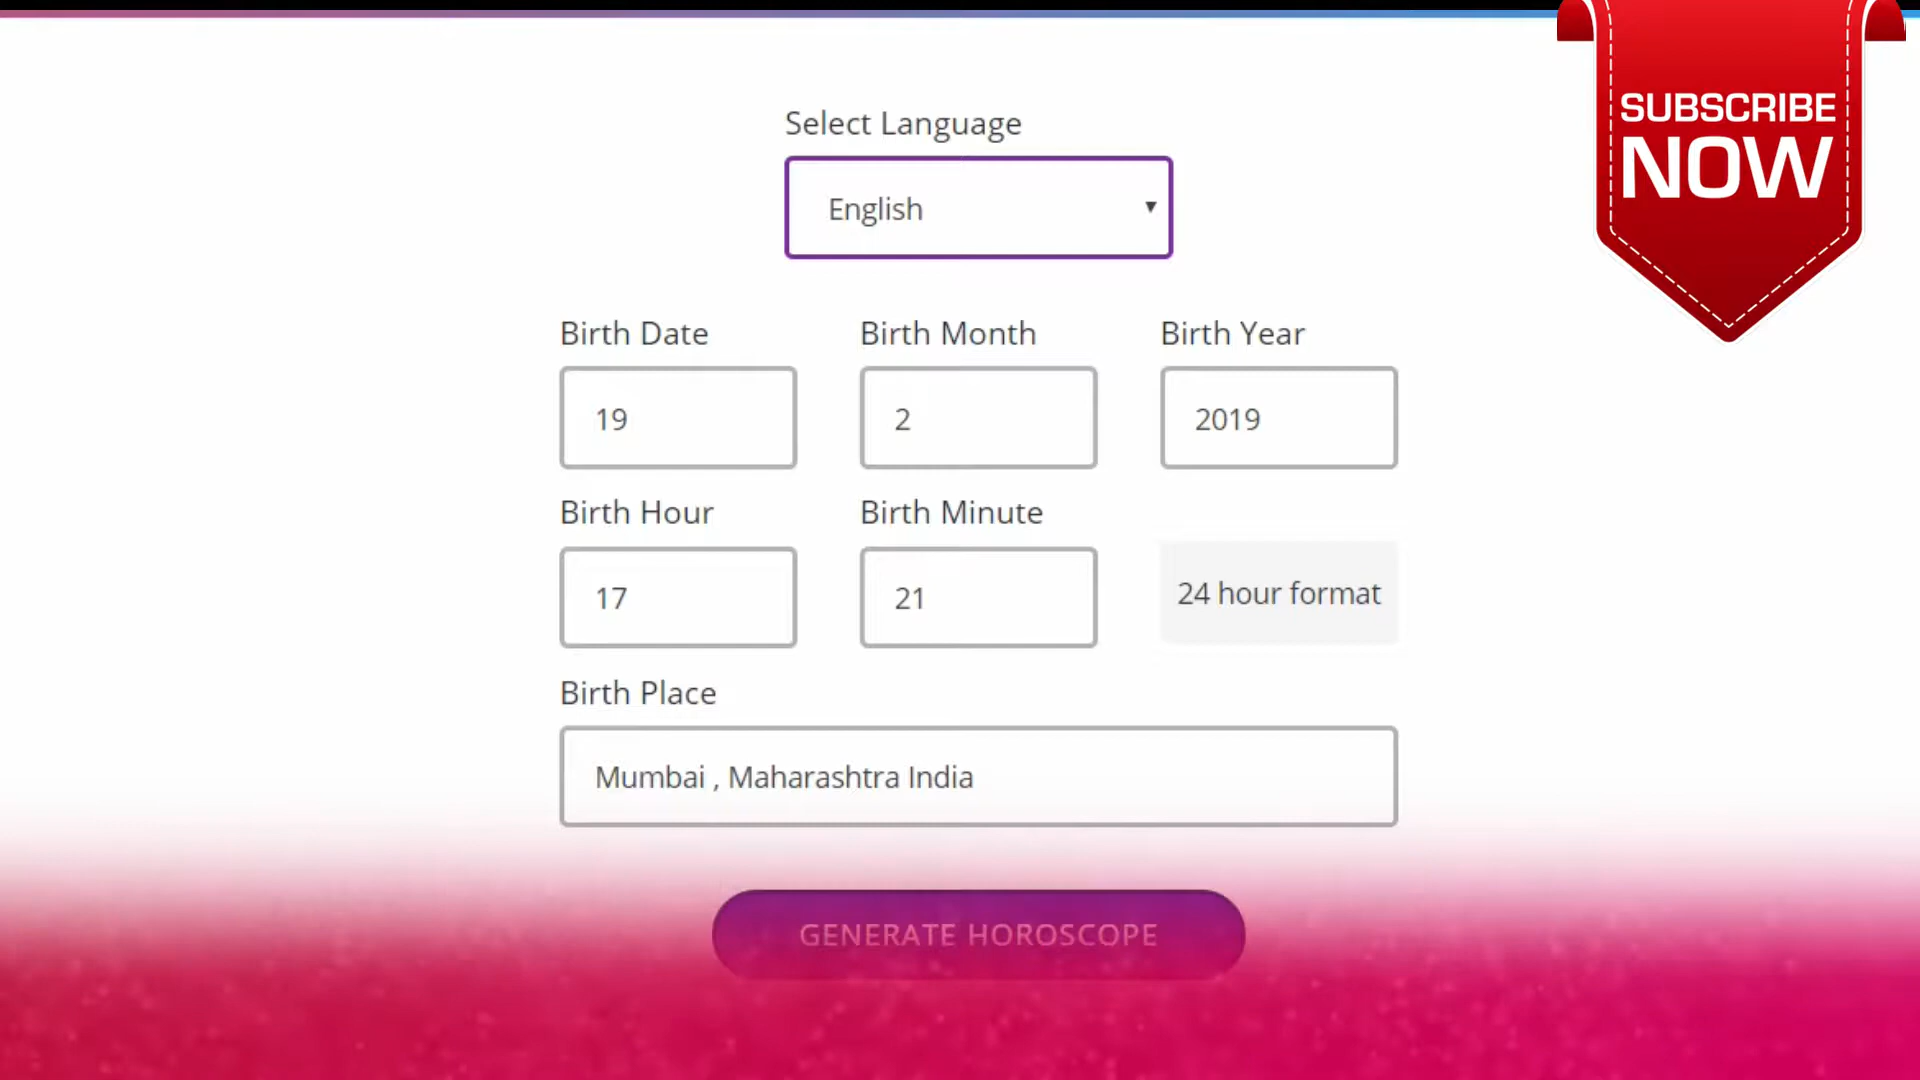 SUBSCRIBE
NOW
Select Language
English
Birth Date Birth Month Birth Year
19 2 2019
Birth Hour Birth Minute
17 21 24 hour format
Birth Place
Mumbai , Maharashtra India
GENERATE HOROSCOPE